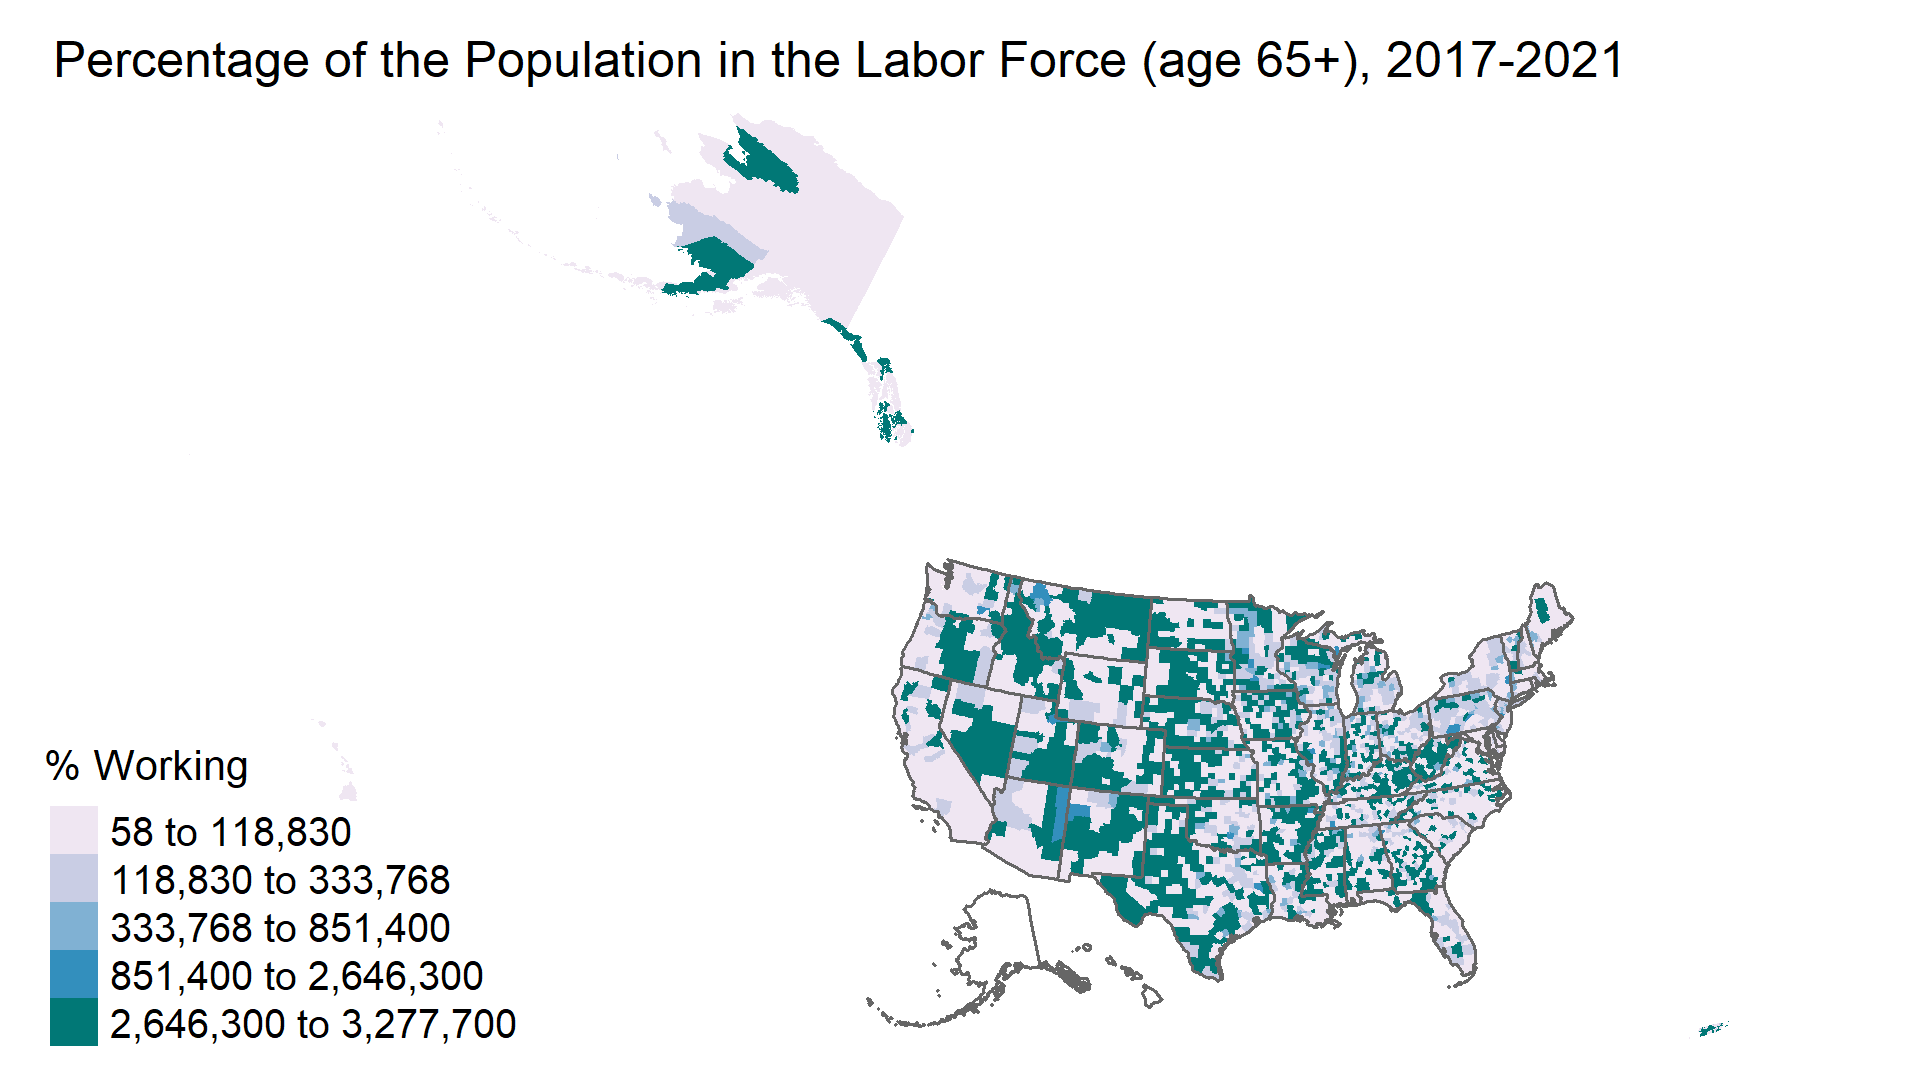 Percentage of the Population in the Labor Force (age 65+), 2017-2021
% Working
58 to 118,830
118,830 to 333,768
333,768 to 851,400
851,400 to 2,646,300
2,646,300 to 3,277,700